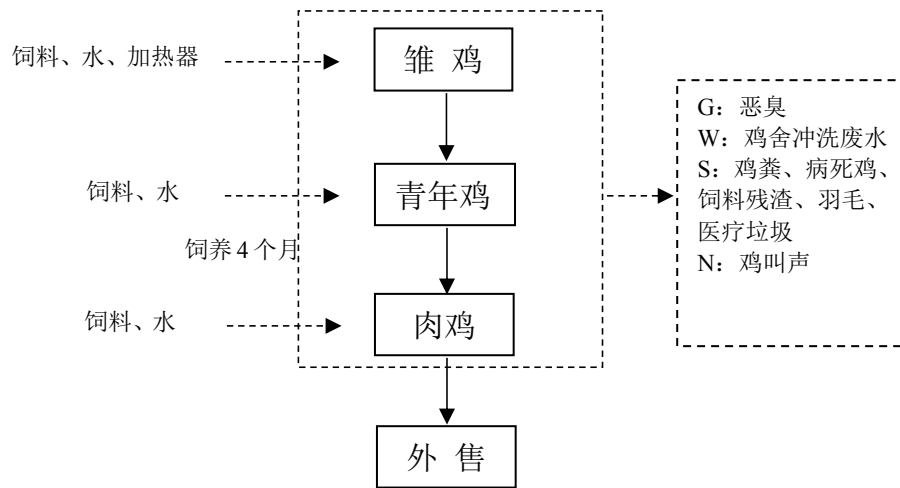 饲料、水、加热器
雏 鸡
G：恶臭
W：鸡舍冲洗废水
S：鸡粪、病死鸡、
饲料残渣、羽毛、
医疗垃圾
N：鸡叫声
饲料、水
青年鸡
饲养 4 个月
饲料、水
肉鸡
外 售